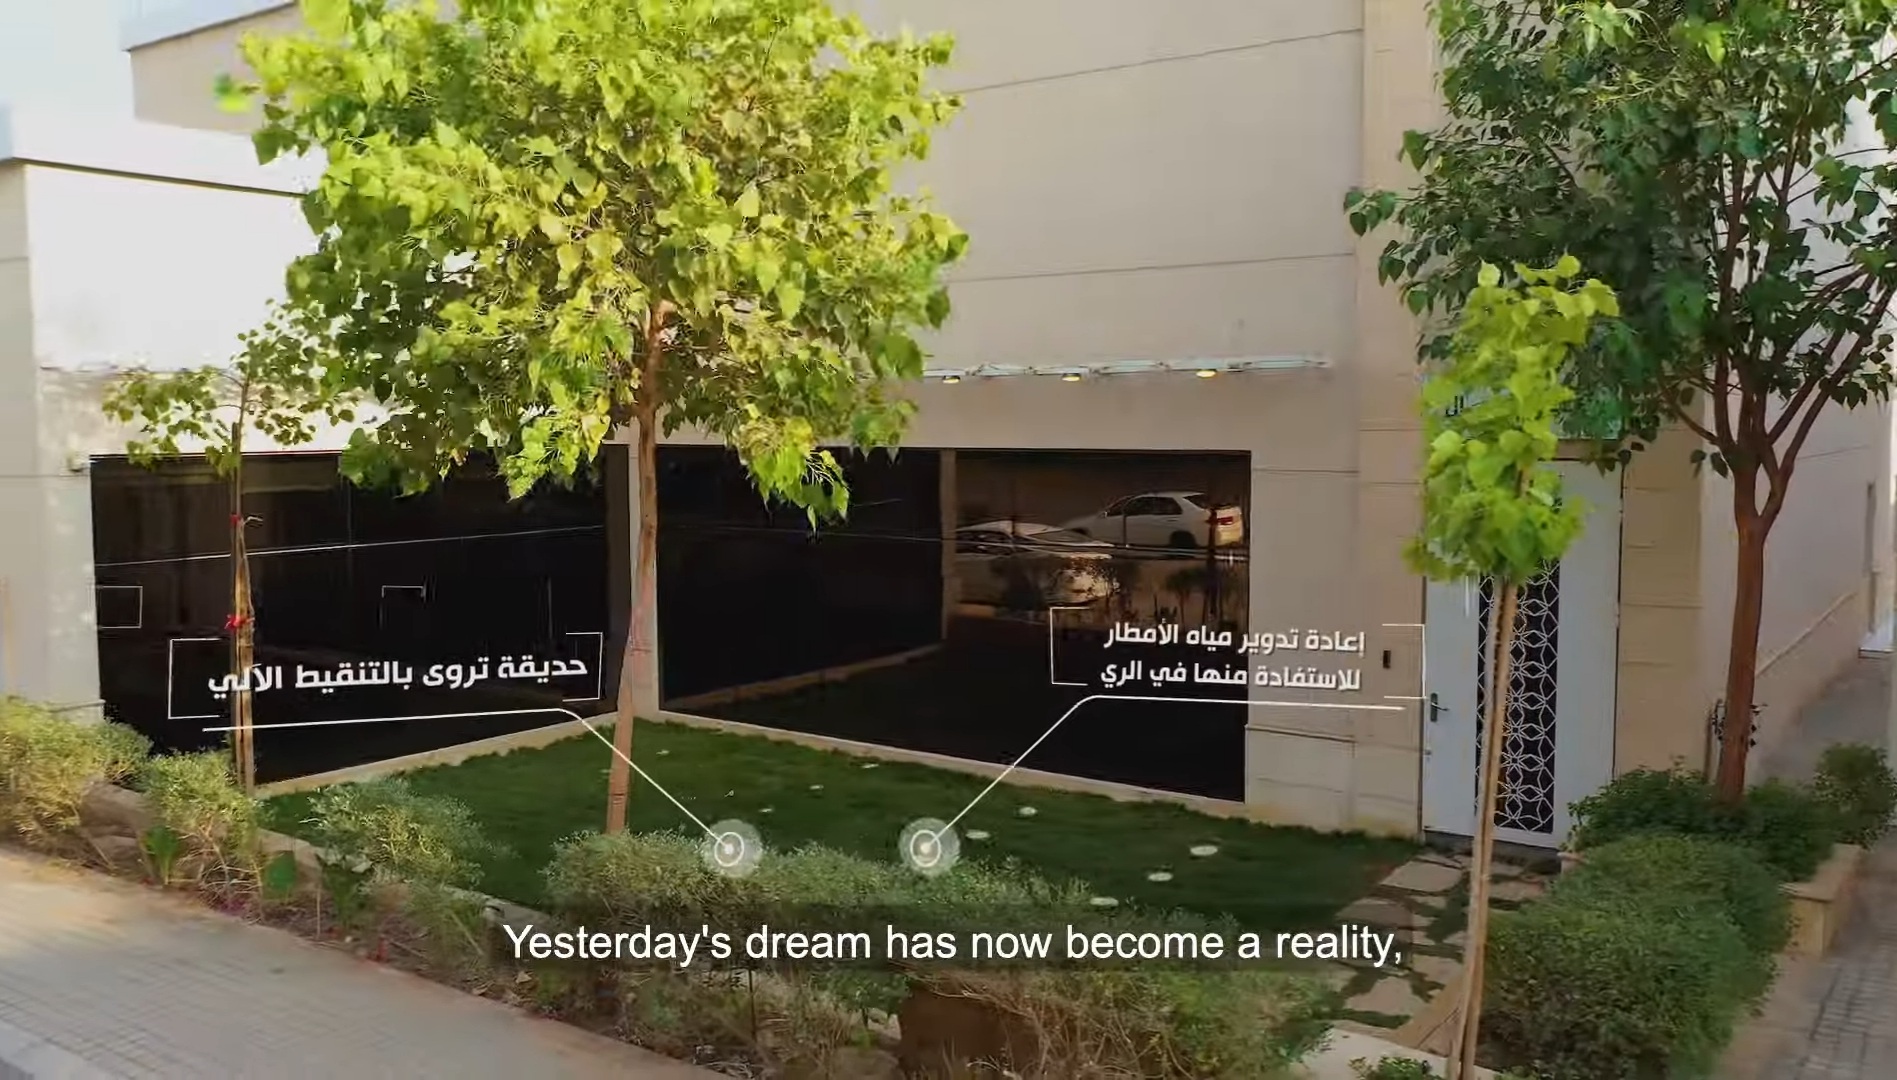 إعادة تدوير مياه الأمطار
للاستفادة منها في الري
حديقة تروى بالتنقيط الآلي
Yesterday's dream has now become a reality,